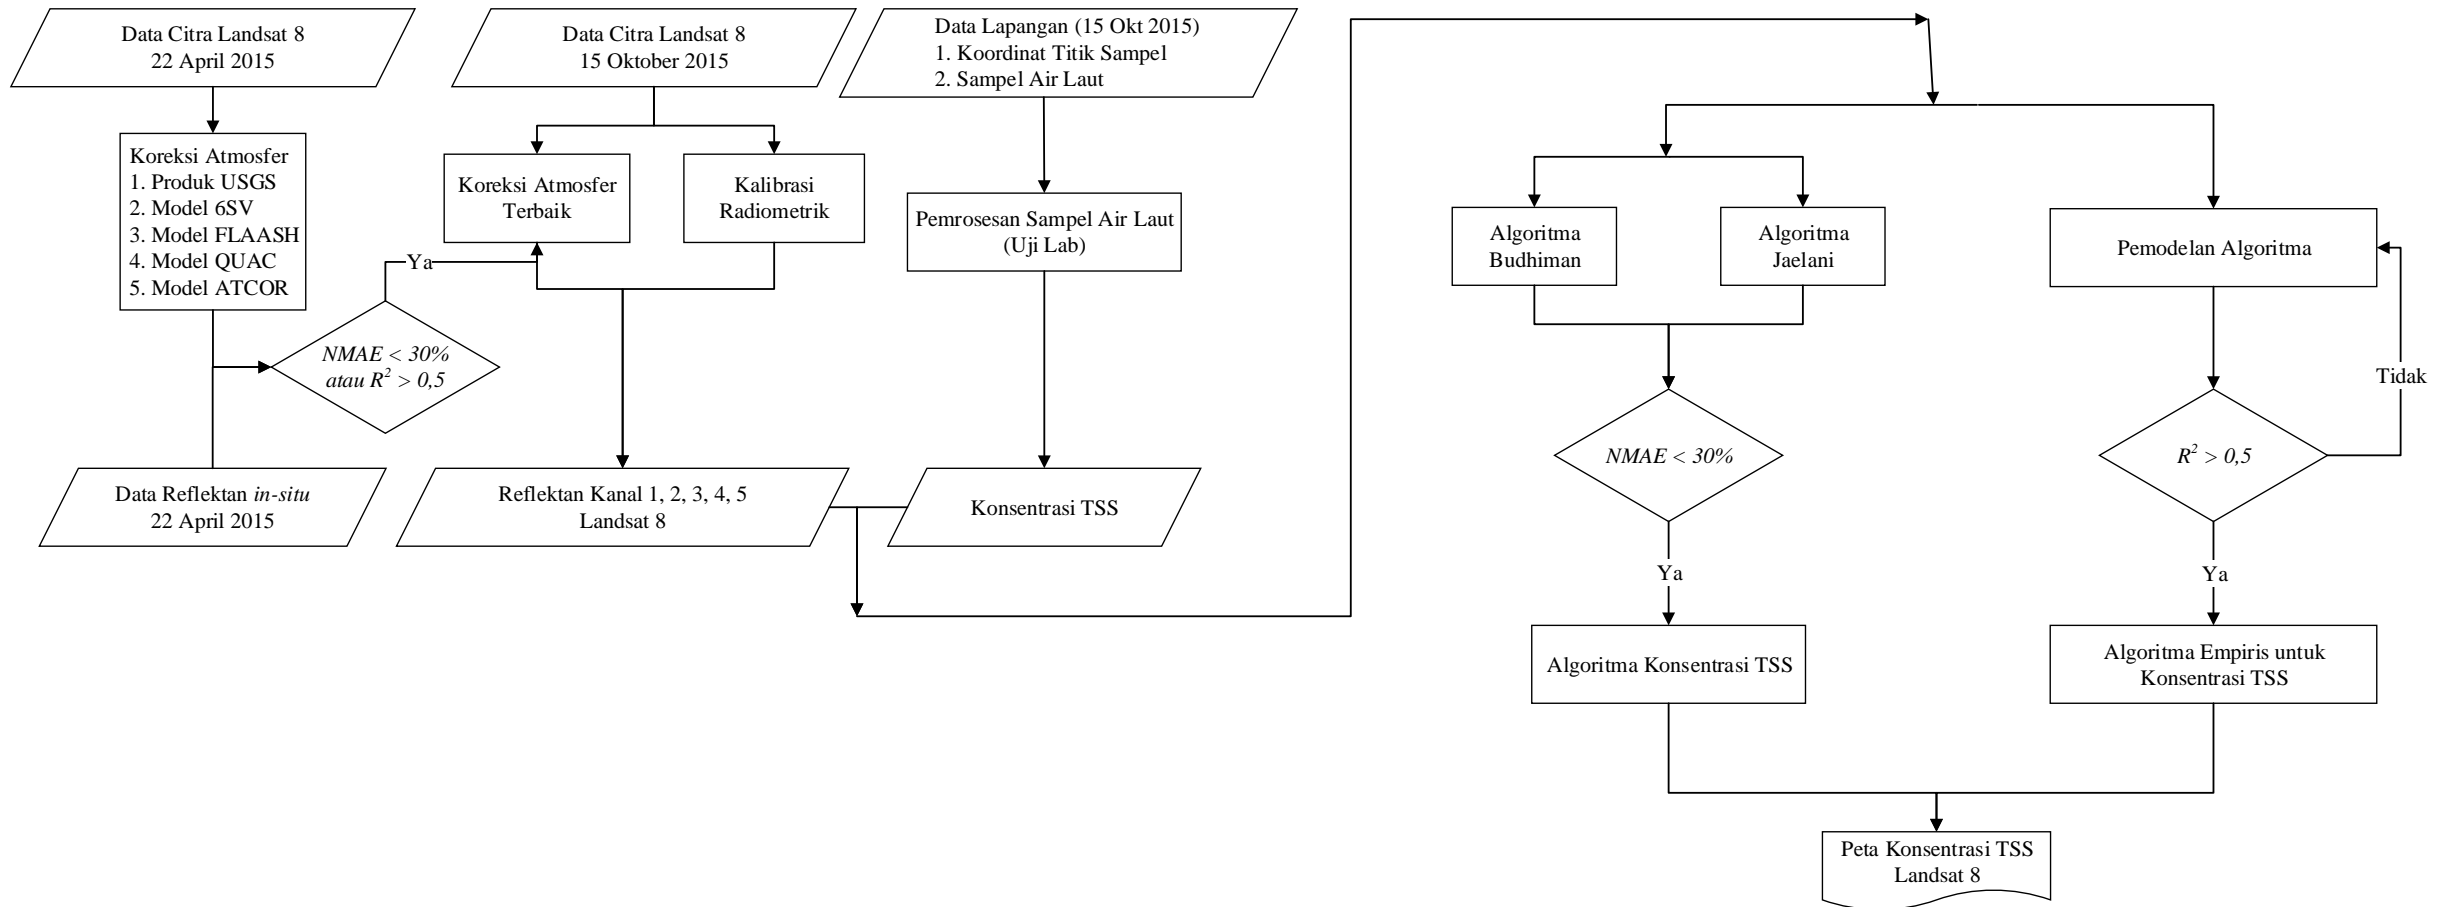 Data Citra Landsat 8
22 April 2015
Data Citra Landsat 8
15 Oktober 2015
Data Lapangan (15 Okt 2015)
1. Koordinat Titik Sampel
2. Sampel Air Laut
Koreksi Atmosfer
1. Produk USGS
2. Model 6SV
3. Model FLAASH
4. Model QUAC
5. Model ATCOR
Koreksi Atmosfer
Terbaik
Kalibrasi
Radiometrik
Pemrosesan Sampel Air Laut
(Uji Lab)
Ya
NMAE < 30%
atau R² > 0,5
Data Reflektan in-situ
22 April 2015
Reflektan Kanal 1, 2, 3, 4, 5
Landsat 8
Konsentrasi TSS
Algoritma
Budhiman
Algoritma
Jaelani
Pemodelan Algoritma
Tidak
NMAE < 30%
R² > 0,5
Ya
Ya
Algoritma Konsentrasi TSS
Algoritma Empiris untuk
Konsentrasi TSS
Peta Konsentrasi TSS
Landsat 8